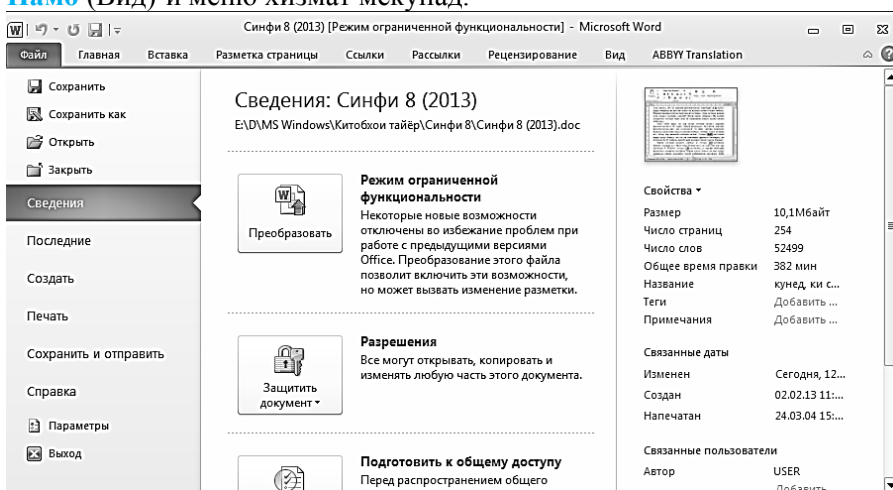 Намо (Вид) и меню хизмат мекунад.
Синфи 8 (2013) [Режим ограниченной функциональности] - Microsoft Word
Файл Главная Вставка Разметка страницы Ссылки Рассылки Рецензирование Вид ABBYY Translation
Сохранить
Сохранить как
Открыть
Закрыть
Сведения
Последние
Создать
Печать
Сохранить и отправить
Справка
Параметры
Выход
Сведения: Синфи 8 (2013)
E:\D\MS Windows\Китобхои тайёр\Синфи 8\Синфи 8 (2013).doc
Преобразовать
Режим ограниченной
функциональности
Некоторые новые возможности
отключены во избежание проблем при
работе с предыдущими версиями
Office. Преобразование этого файла
позволит включить эти возможности,
но может вызвать изменение разметки.
Защитить
документ
Разрешения
Все могут открывать, копировать и
изменять любую часть этого документа.
Подготовить к общему доступу
Перед распространением общего
Свойства
Размер 10,1Мбайт
Число страниц 254
Число слов 52499
Общее время правки 382 мин
Название кунед, ки с...
Теги Добавить ...
Примечания Добавить ...
Связанные даты
Изменен Сегодня, 12...
Создан 02.02.13 11:...
Напечатан 24.03.04 15:...
Связанные пользователи
Автор USER
Добавить